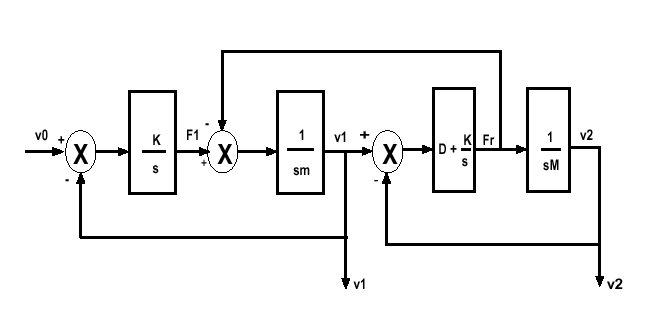 v0
+
-
X
K
s
F1
-
+
X
1
sm
v1
+
-
X
D + K
s
Fr
1
sM
v2
v1
v2